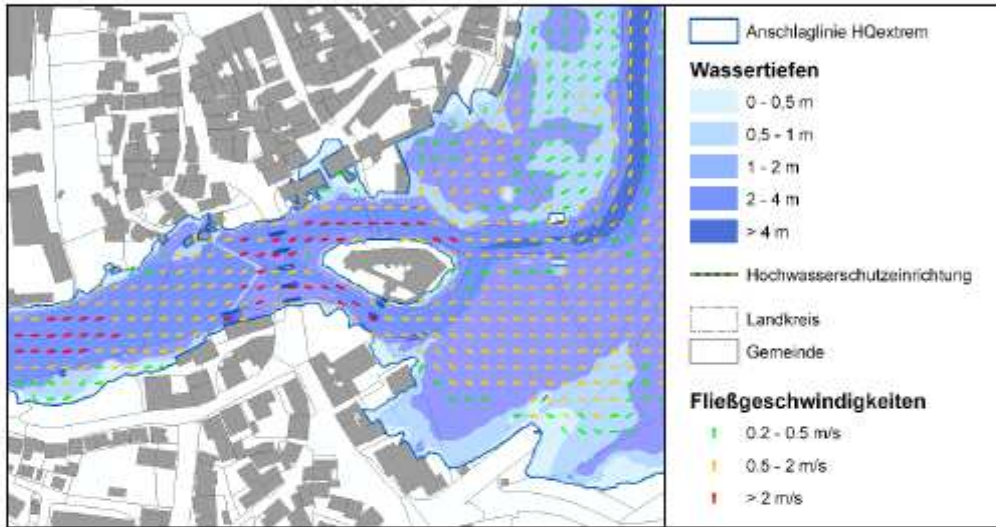 Anschlaglinie HQextrem
Wassertiefen
0 - 0,5 m
0,5 - 1 m
1 - 2 m
2 - 4 m
> 4 m
Hochwasserschutzeinrichtung
Landkreis
Gemeinde
Fließgeschwindigkeiten
0.2 - 0.5 m/s
0.5 - 2 m/s
> 2 m/s